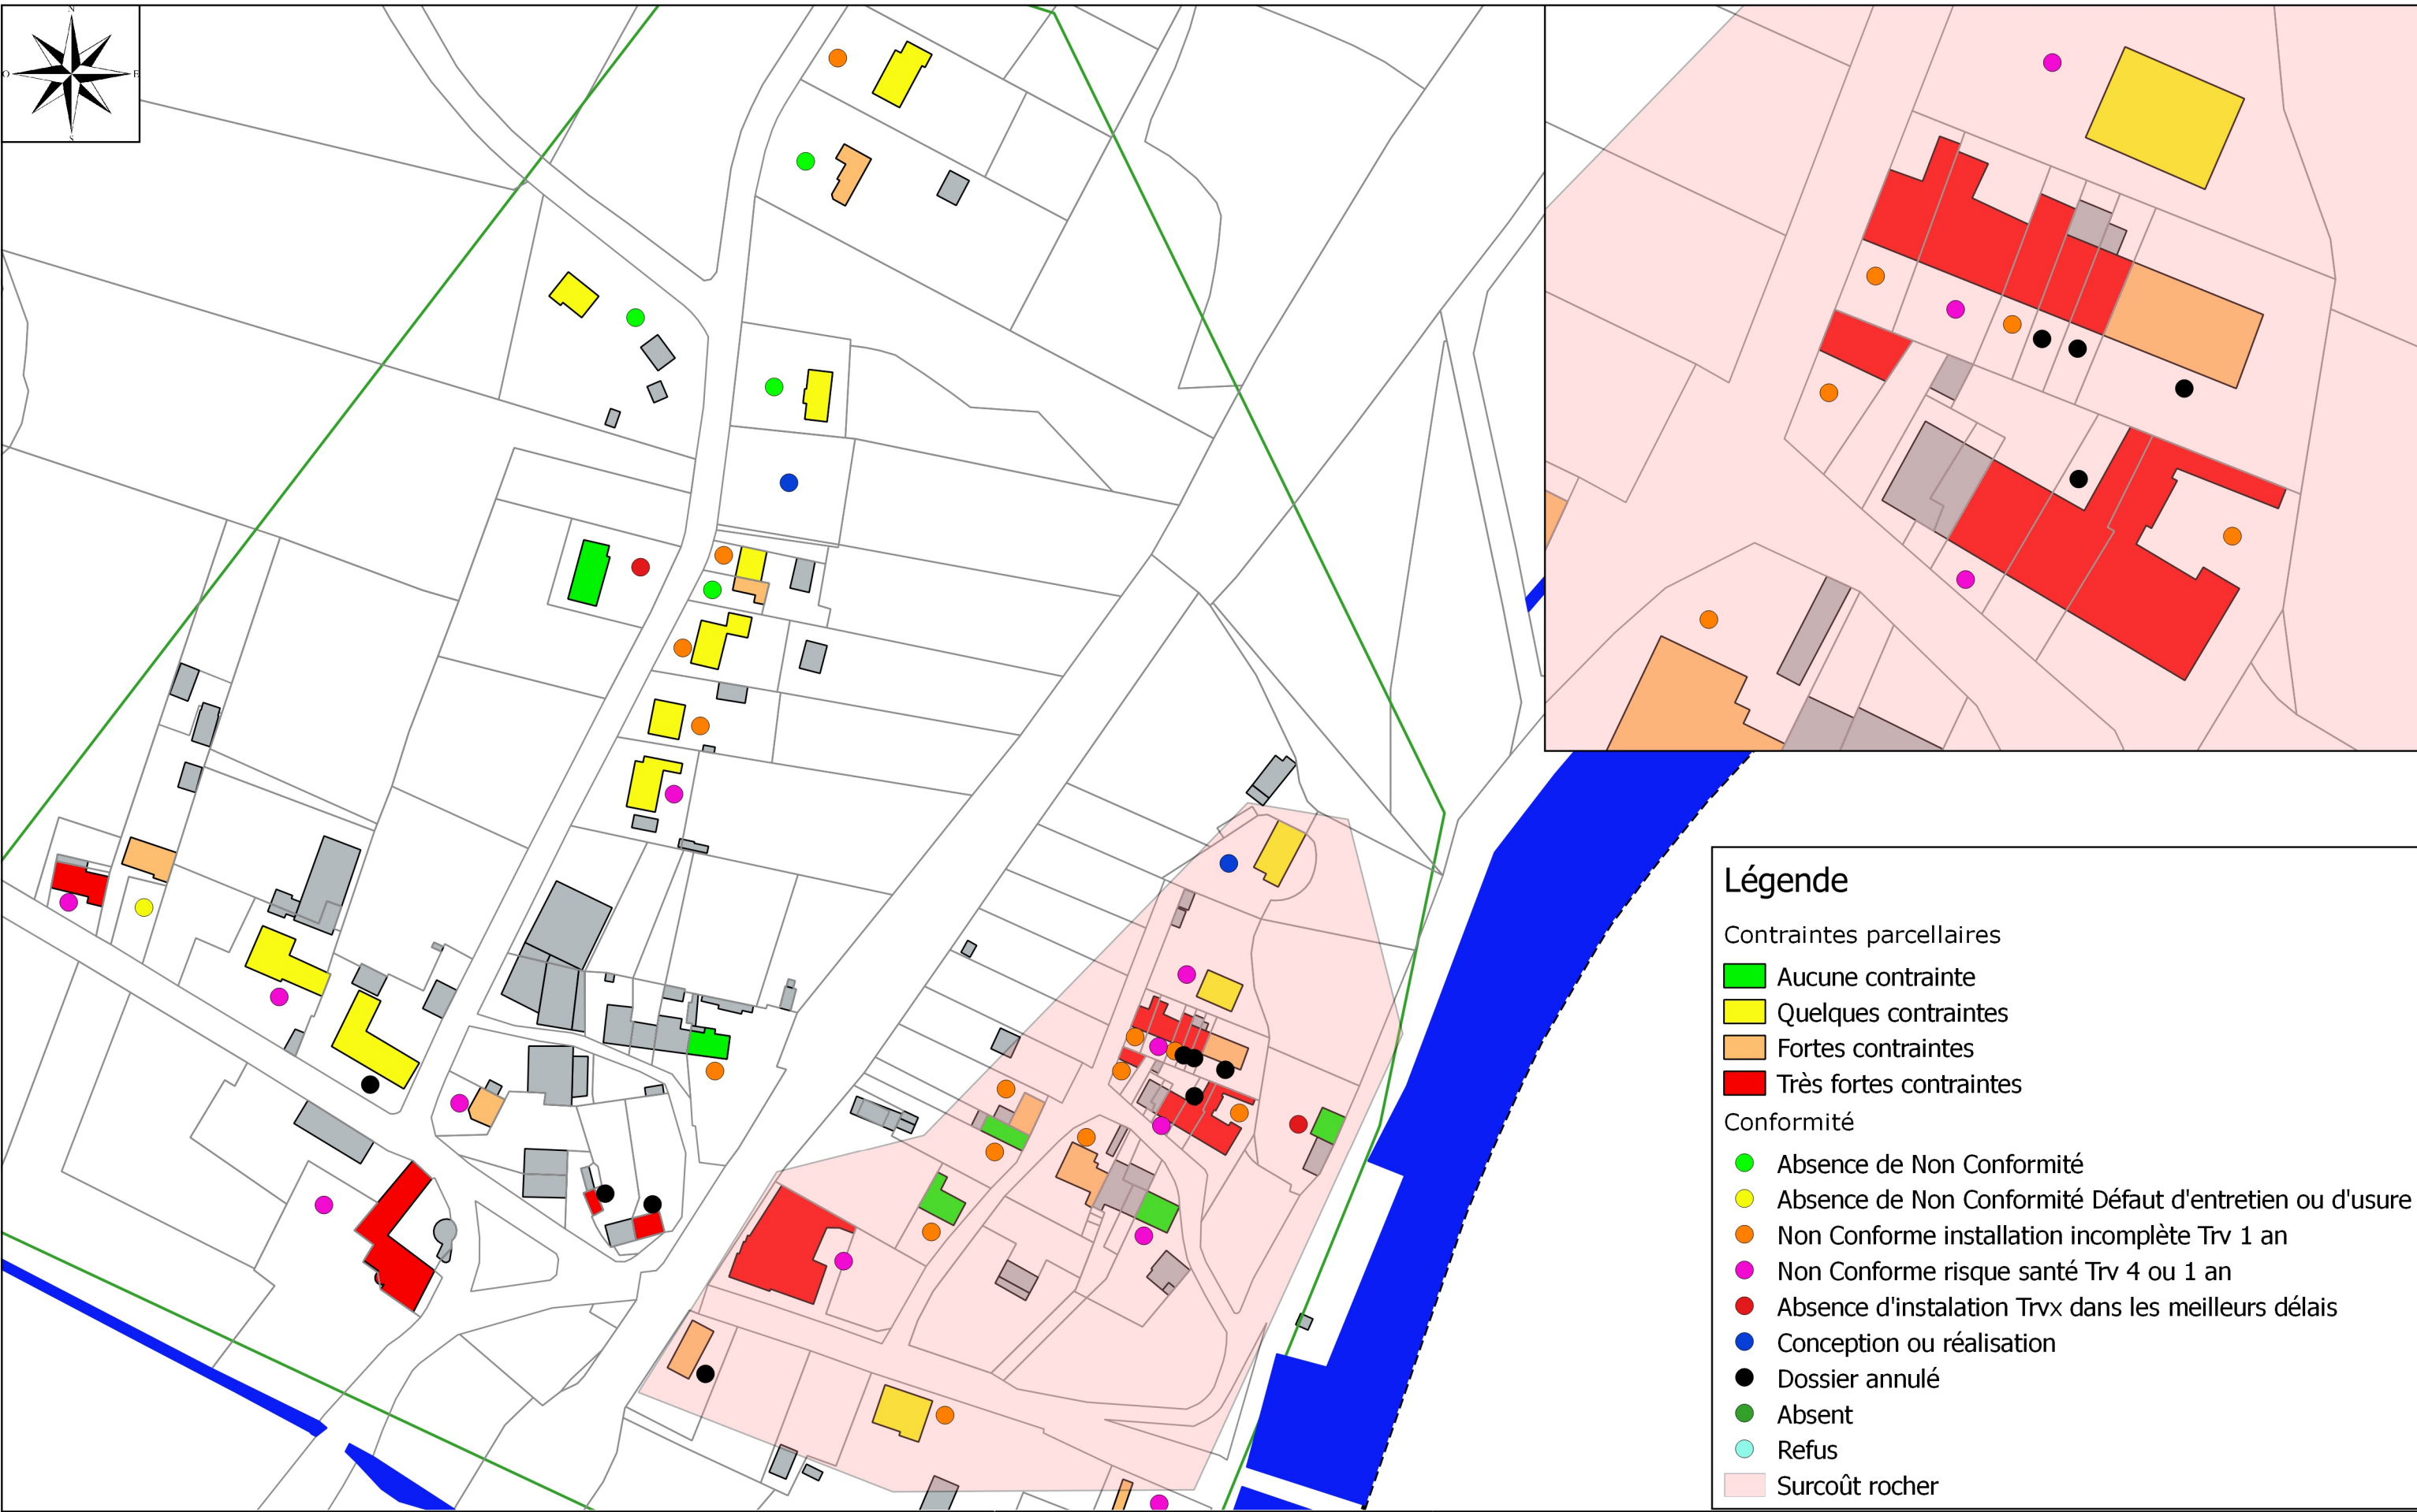 N
O
E
S
Légende
Contraintes parcellaires
Aucune contrainte
Quelques contraintes
Fortes contraintes
Très fortes contraintes
Conformité
Absence de Non Conformité
Absence de Non Conformité Défaut d'entretien ou d'usure
Non Conforme installation incomplète Trv 1 an
Non Conforme risque santé Trv 4 ou 1 an
Absence d'instalation Trvx dans les meilleurs délais
Conception ou réalisation
Dossier annulé
Absent
Refus
Surcoût rocher